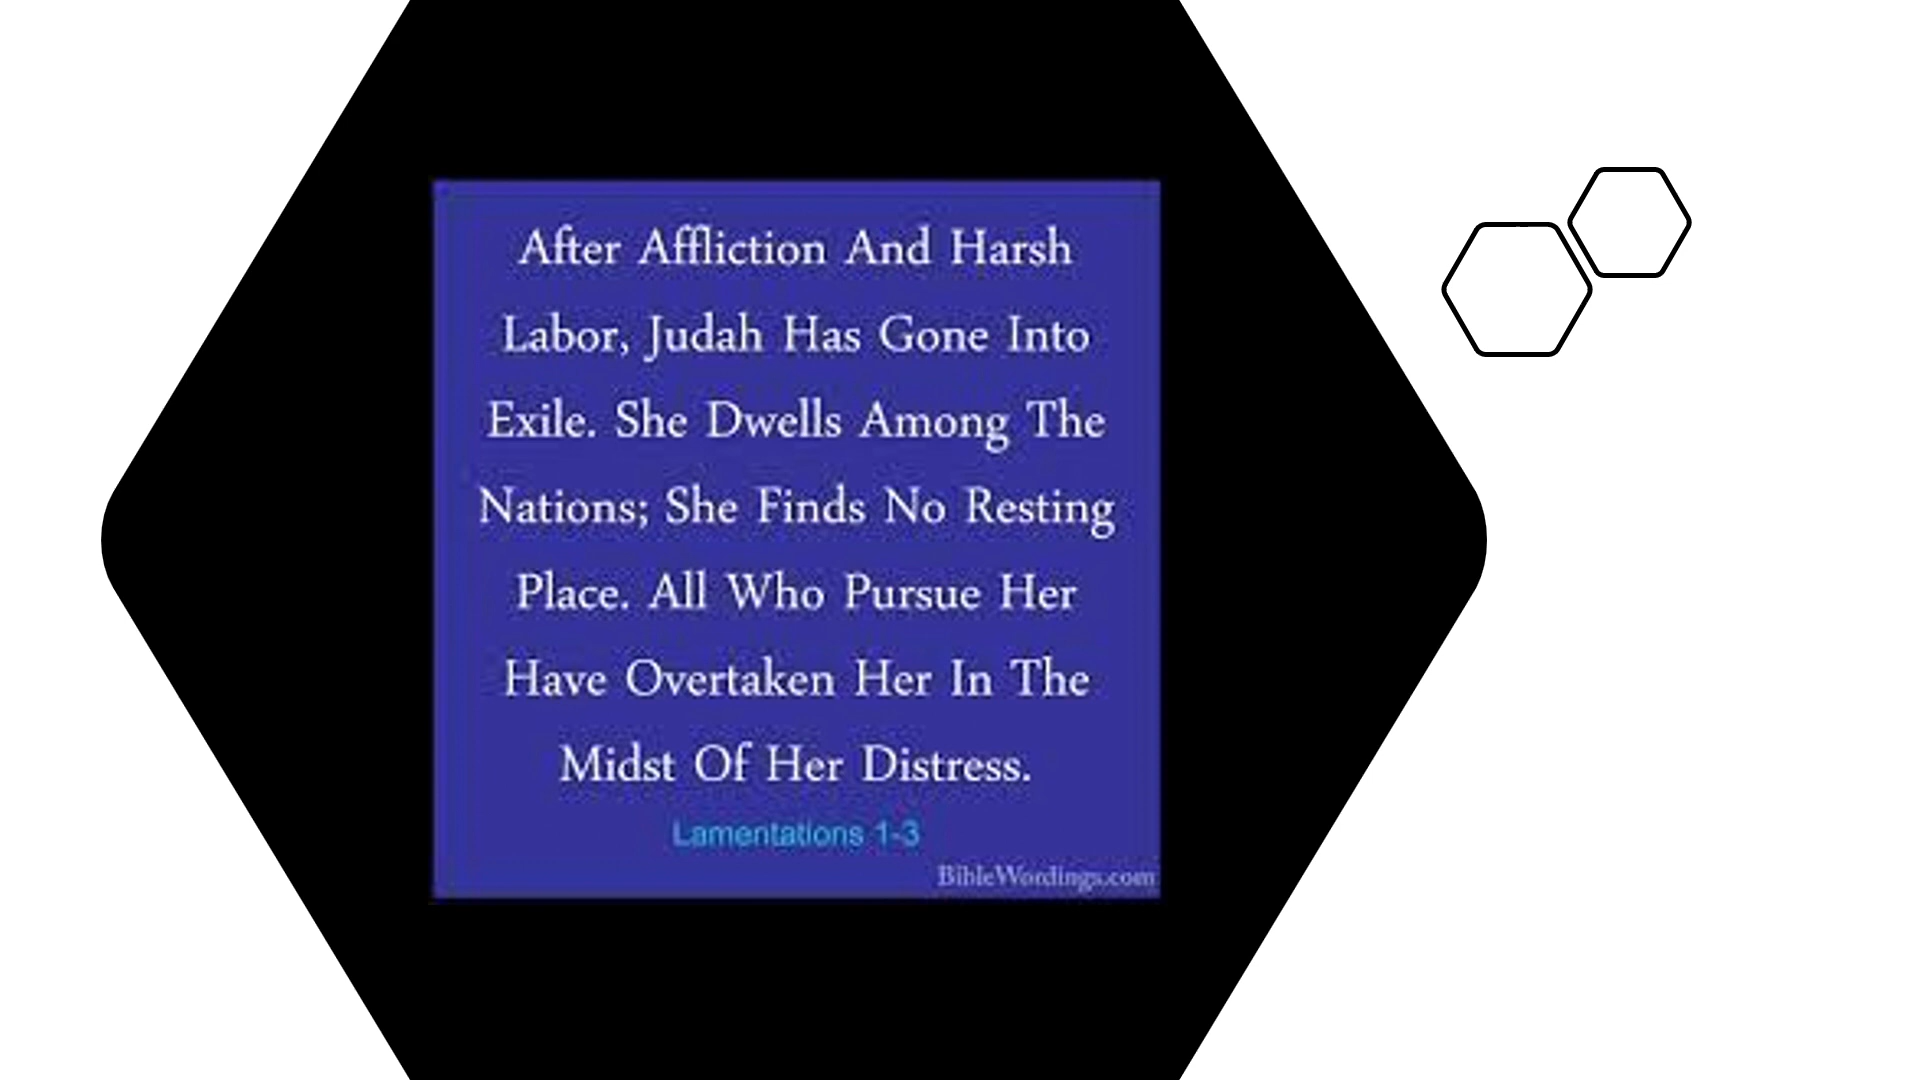 After Affliction And Harsh
Labor, Judah Has Gone Into
Exile. She Dwells Among The
Nations; She Finds No Resting
Place. All Who Pursue Her
Have Overtaken Her In The
Midst Of Her Distress.
Lamentations 1-3
BibleWordings.com